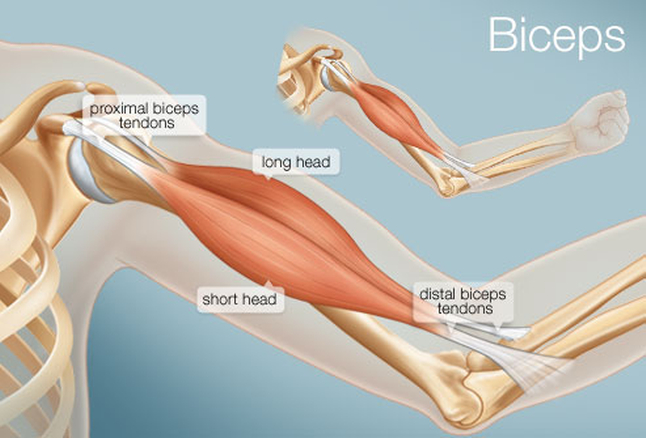 Biceps
proximal biceps
tendons
long head
short head
distal biceps
tendons